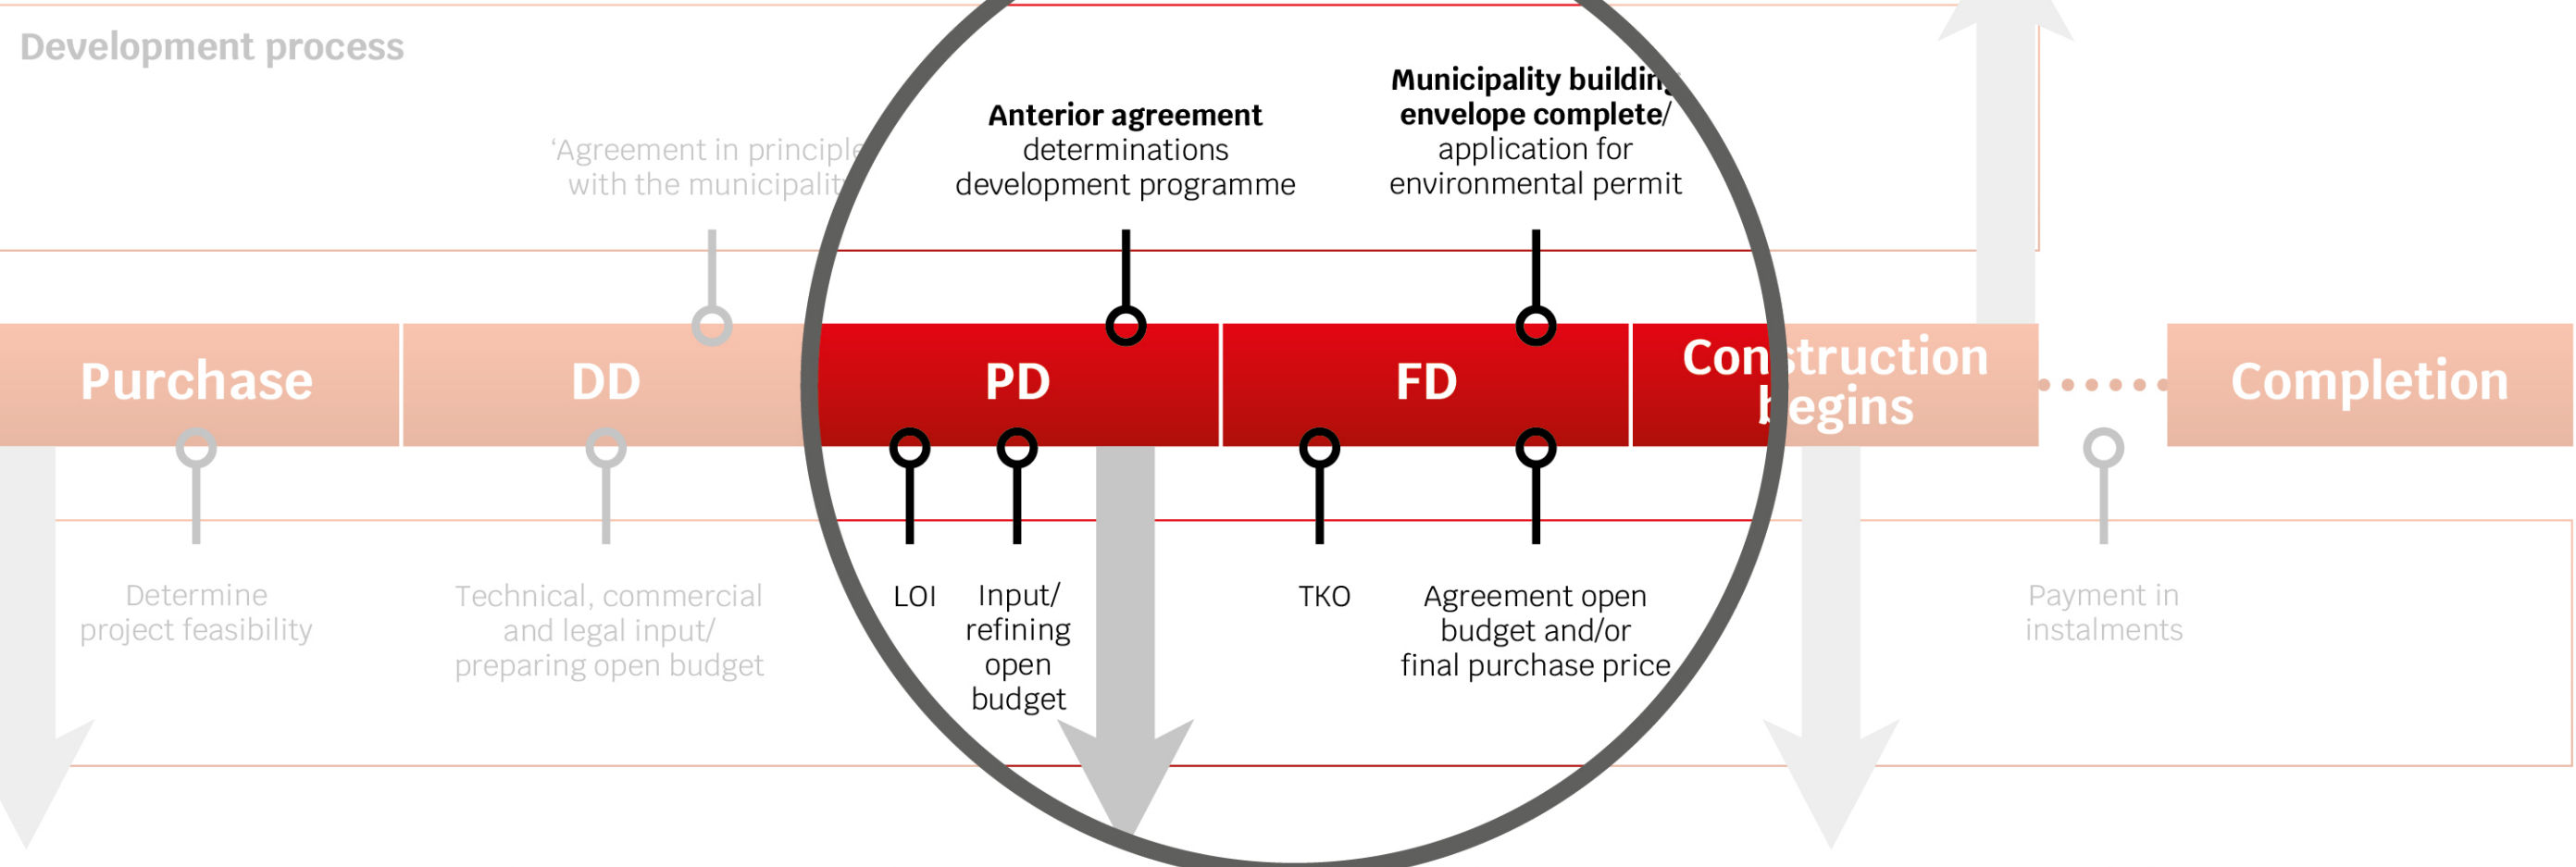 Development process
'Agreement in principle
with the municipality
Anterior agreement
determinations
development programme
Municipality building
envelope complete/
application for
environmental permit
Purchase
DD
PD
FD
Construction
begins
Completion
Determine
project feasibility
Technical, commercial
and legal input/
preparing open budget
LOI
Input/
refining
open
budget
TKO
Agreement open
budget and/or
final purchase price
Payment in
instalments